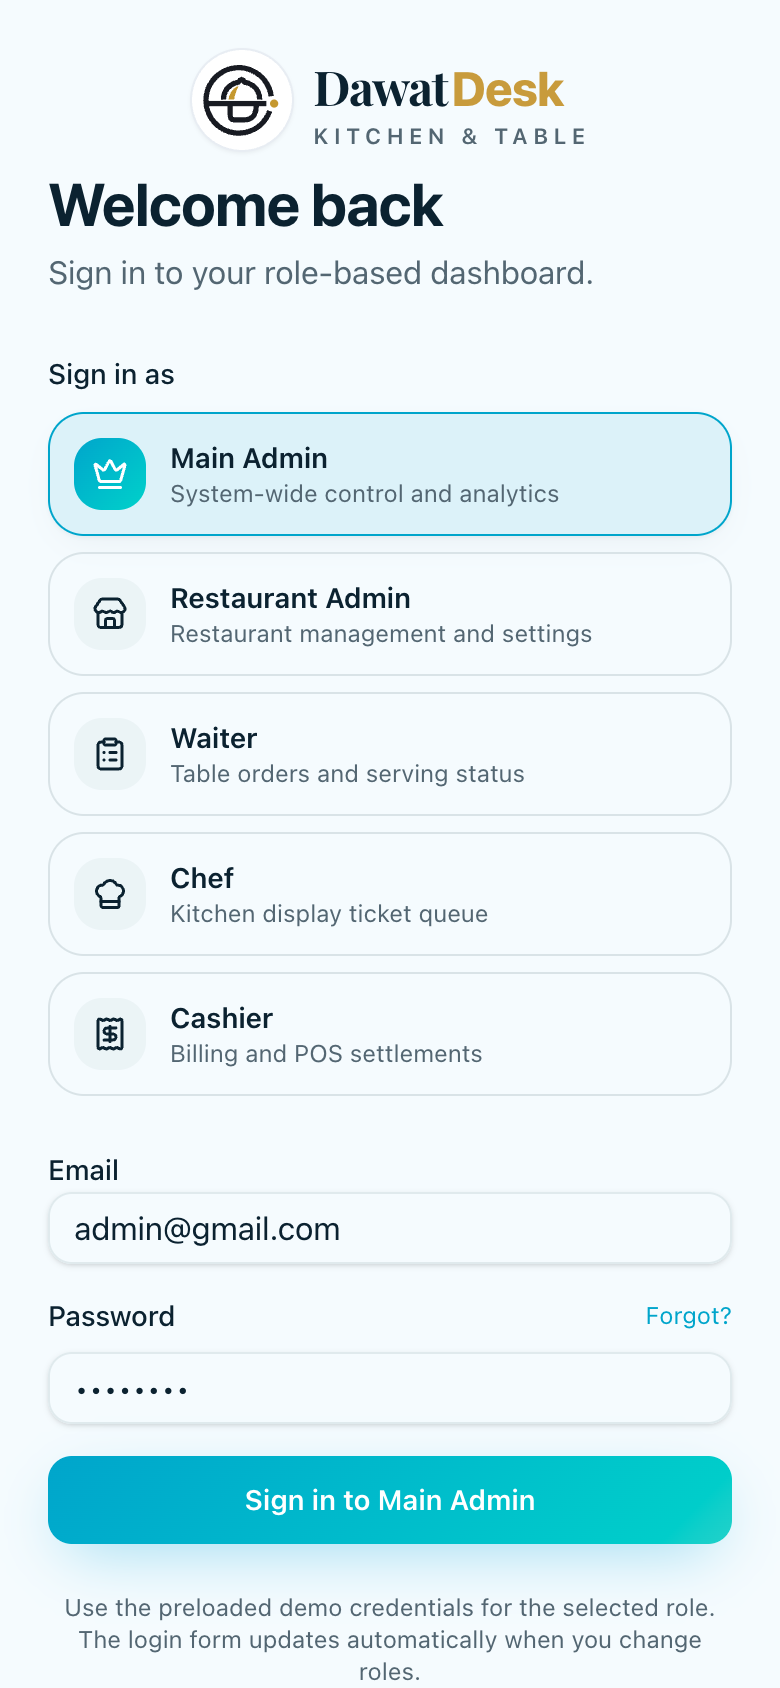 DawatDesk
KITCHEN & TABLE
Welcome back
Sign in to your role-based dashboard.
Sign in as
Main Admin
System-wide control and analytics
Restaurant Admin
Restaurant management and settings
Waiter
Table orders and serving status
Chef
Kitchen display ticket queue
Cashier
Billing and POS settlements
Email
admin@gmail.com
Password
Forgot?
••••••••
Sign in to Main Admin
Use the preloaded demo credentials for the selected role.
The login form updates automatically when you change
roles.